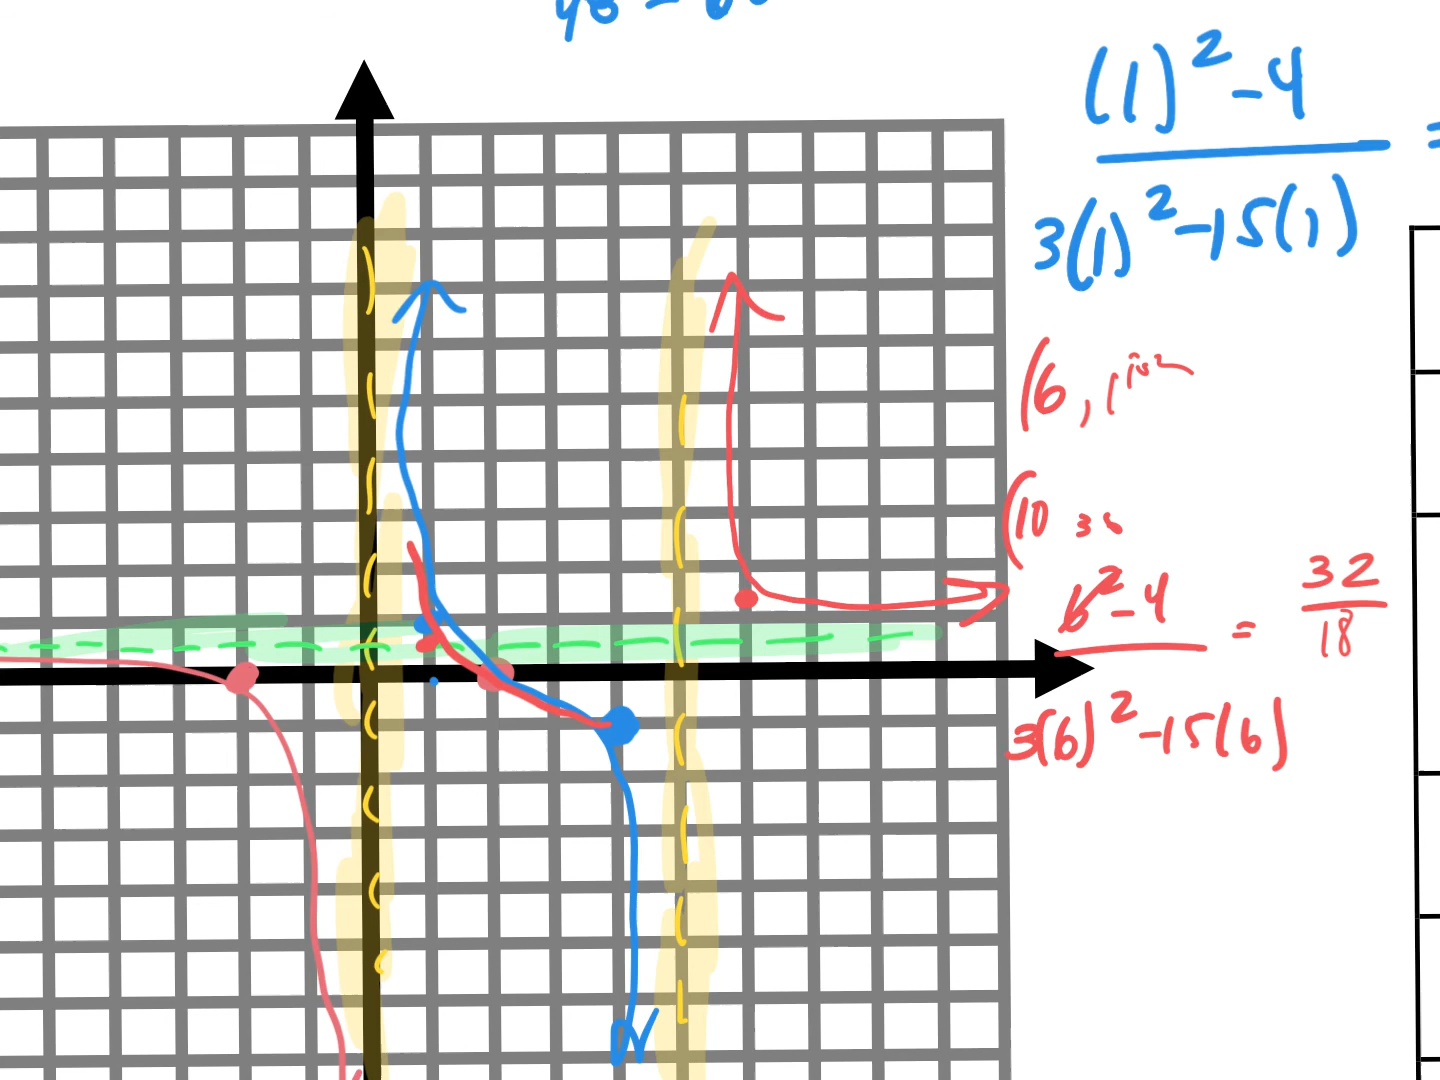 (1)² - 4 =
3(1)² - 15(1)
(6, 1
(10
6² - 4 = 32
18
3(6)² - 15(6)